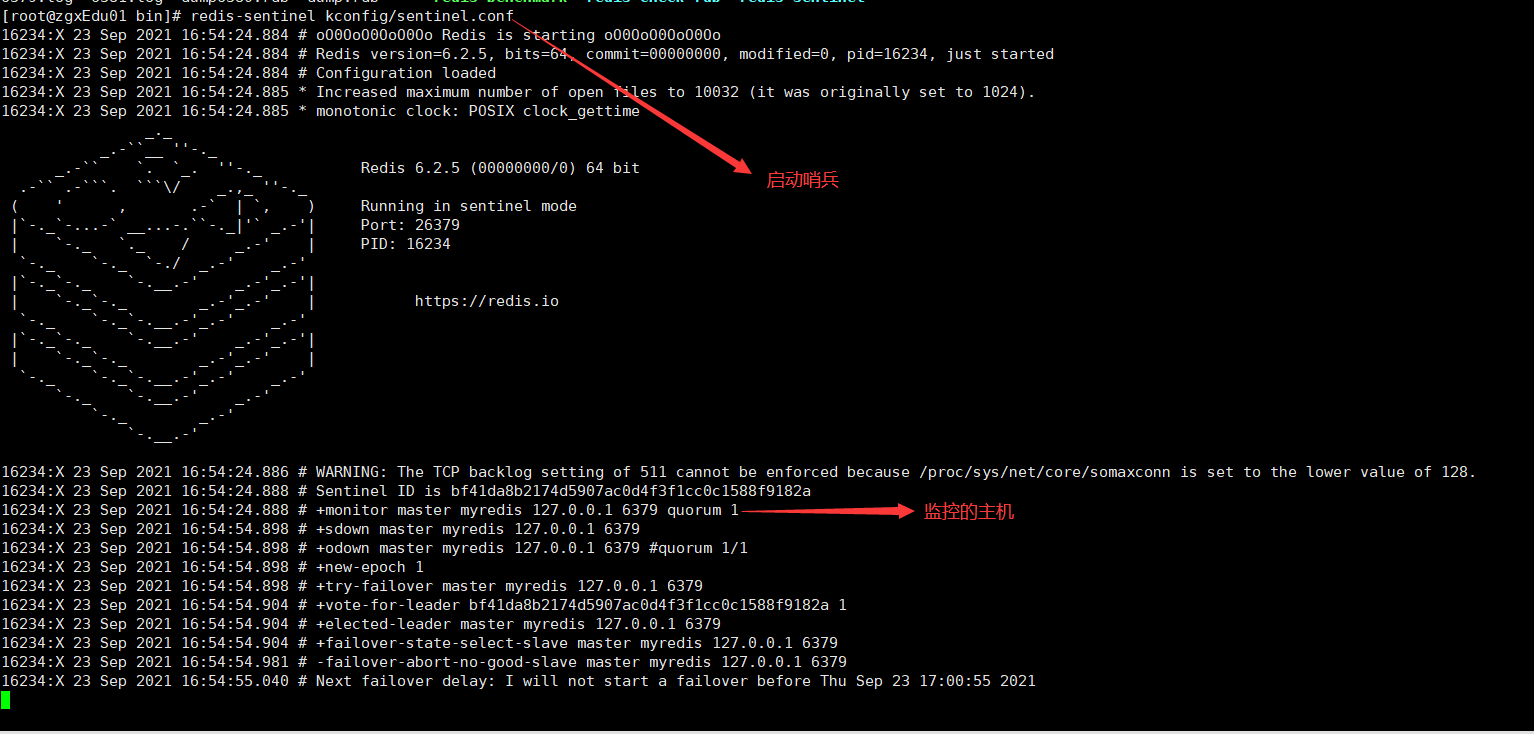 [root@zgxEdu01 bin]# redis-sentinel kconfig/sentinel.conf
16234:X 23 Sep 2021 16:54:24.884 # oO0OoO0OoO0Oo Redis is starting oO0OoO0OoO0Oo
16234:X 23 Sep 2021 16:54:24.884 # Redis version=6.2.5, bits=64, commit=00000000, modified=0, pid=16234, just started
16234:X 23 Sep 2021 16:54:24.884 # Configuration loaded
16234:X 23 Sep 2021 16:54:24.885 * Increased maximum number of open files to 10032 (it was originally set to 1024).
16234:X 23 Sep 2021 16:54:24.885 * monotonic clock: POSIX clock_gettime
Redis 6.2.5 (00000000/0) 64 bit
启动哨兵
Running in sentinel mode
Port: 26379
PID: 16234
https://redis.io
16234:X 23 Sep 2021 16:54:24.886 # WARNING: The TCP backlog setting of 511 cannot be enforced because /proc/sys/net/core/somaxconn is set to the lower value of 128.
16234:X 23 Sep 2021 16:54:24.888 # Sentinel ID is bf41da8b2174d5907ac0d4f3f1cc0c1588f9182a
16234:X 23 Sep 2021 16:54:24.888 # +monitor master myredis 127.0.0.1 6379 quorum 1
监控的主机
16234:X 23 Sep 2021 16:54:54.898 # +sdown master myredis 127.0.0.1 6379
16234:X 23 Sep 2021 16:54:54.898 # +odown master myredis 127.0.0.1 6379 #quorum 1/1
16234:X 23 Sep 2021 16:54:54.898 # +new-epoch 1
16234:X 23 Sep 2021 16:54:54.898 # +try-failover master myredis 127.0.0.1 6379
16234:X 23 Sep 2021 16:54:54.904 # +vote-for-leader bf41da8b2174d5907ac0d4f3f1cc0c1588f9182a 1
16234:X 23 Sep 2021 16:54:54.904 # +elected-leader master myredis 127.0.0.1 6379
16234:X 23 Sep 2021 16:54:54.904 # +failover-state-select-slave master myredis 127.0.0.1 6379
16234:X 23 Sep 2021 16:54:54.981 # -failover-abort-no-good-slave master myredis 127.0.0.1 6379
16234:X 23 Sep 2021 16:54:55.040 # Next failover delay: I will not start a failover before Thu Sep 23 17:00:55 2021